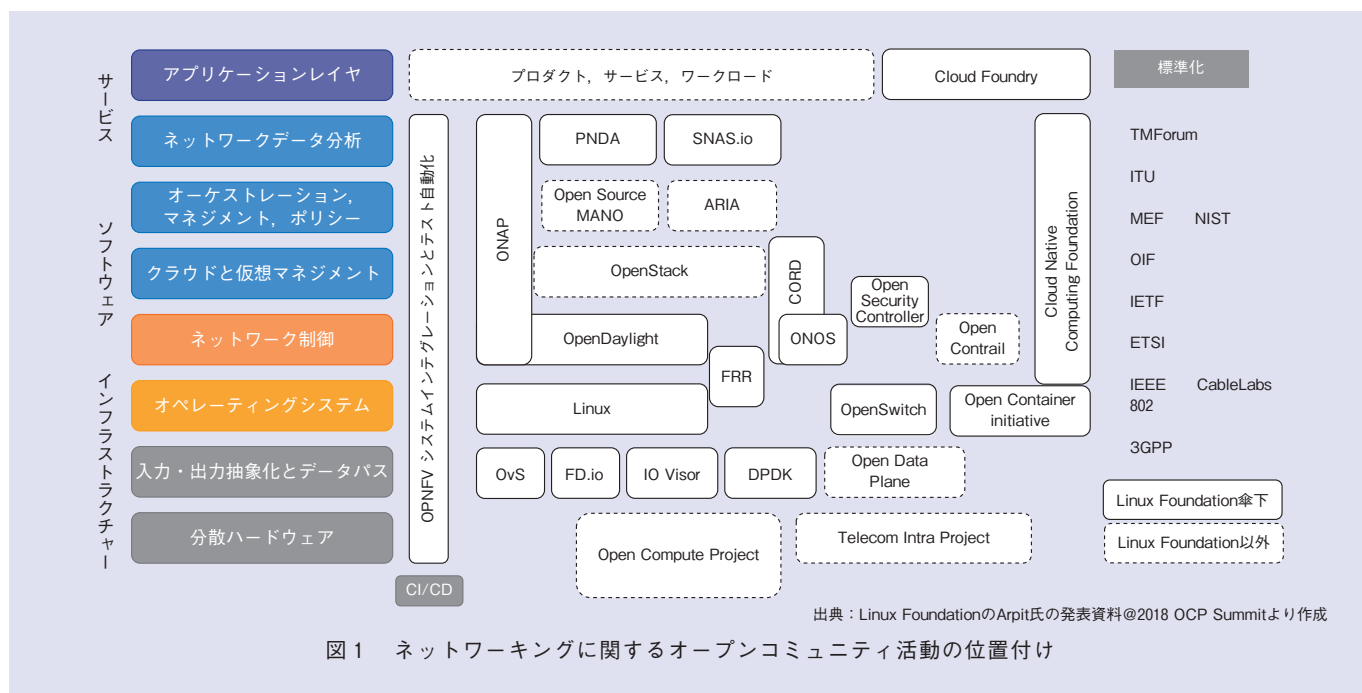 サービス
ソフトウェア
インフラストラクチャー
アプリケーションレイヤ
ネットワークデータ分析
オーケストレーション,
マネジメント, ポリシー
クラウドと仮想マネジメント
ネットワーク制御
オペレーティングシステム
入力・出力抽象化とデータパス
分散ハードウェア
OPNFV システムインテグレーションとテスト自動化
CI/CD
プロダクト, サービス, ワークロード
Cloud Foundry
ONAP
PNDA
SNAS.io
Open Source
MANO
ARIA
OpenStack
CORD
Open
Security
Controller
Cloud Native
Computing Foundation
OpenDaylight
ONOS
Open
Contrail
FRR
Linux
OpenSwitch
Open Container
initiative
OvS
FD.io
IO Visor
DPDK
Open Data
Plane
Open Compute Project
Telecom Intra Project
標準化
TMForum
ITU
MEF NIST
OIF
IETF
ETSI
IEEE CableLabs
802
3GPP
Linux Foundation傘下
Linux Foundation以外
出典：Linux FoundationのArpit氏の発表資料@2018 OCP Summitより作成
図1 ネットワーキングに関するオープンコミュニティ活動の位置付け